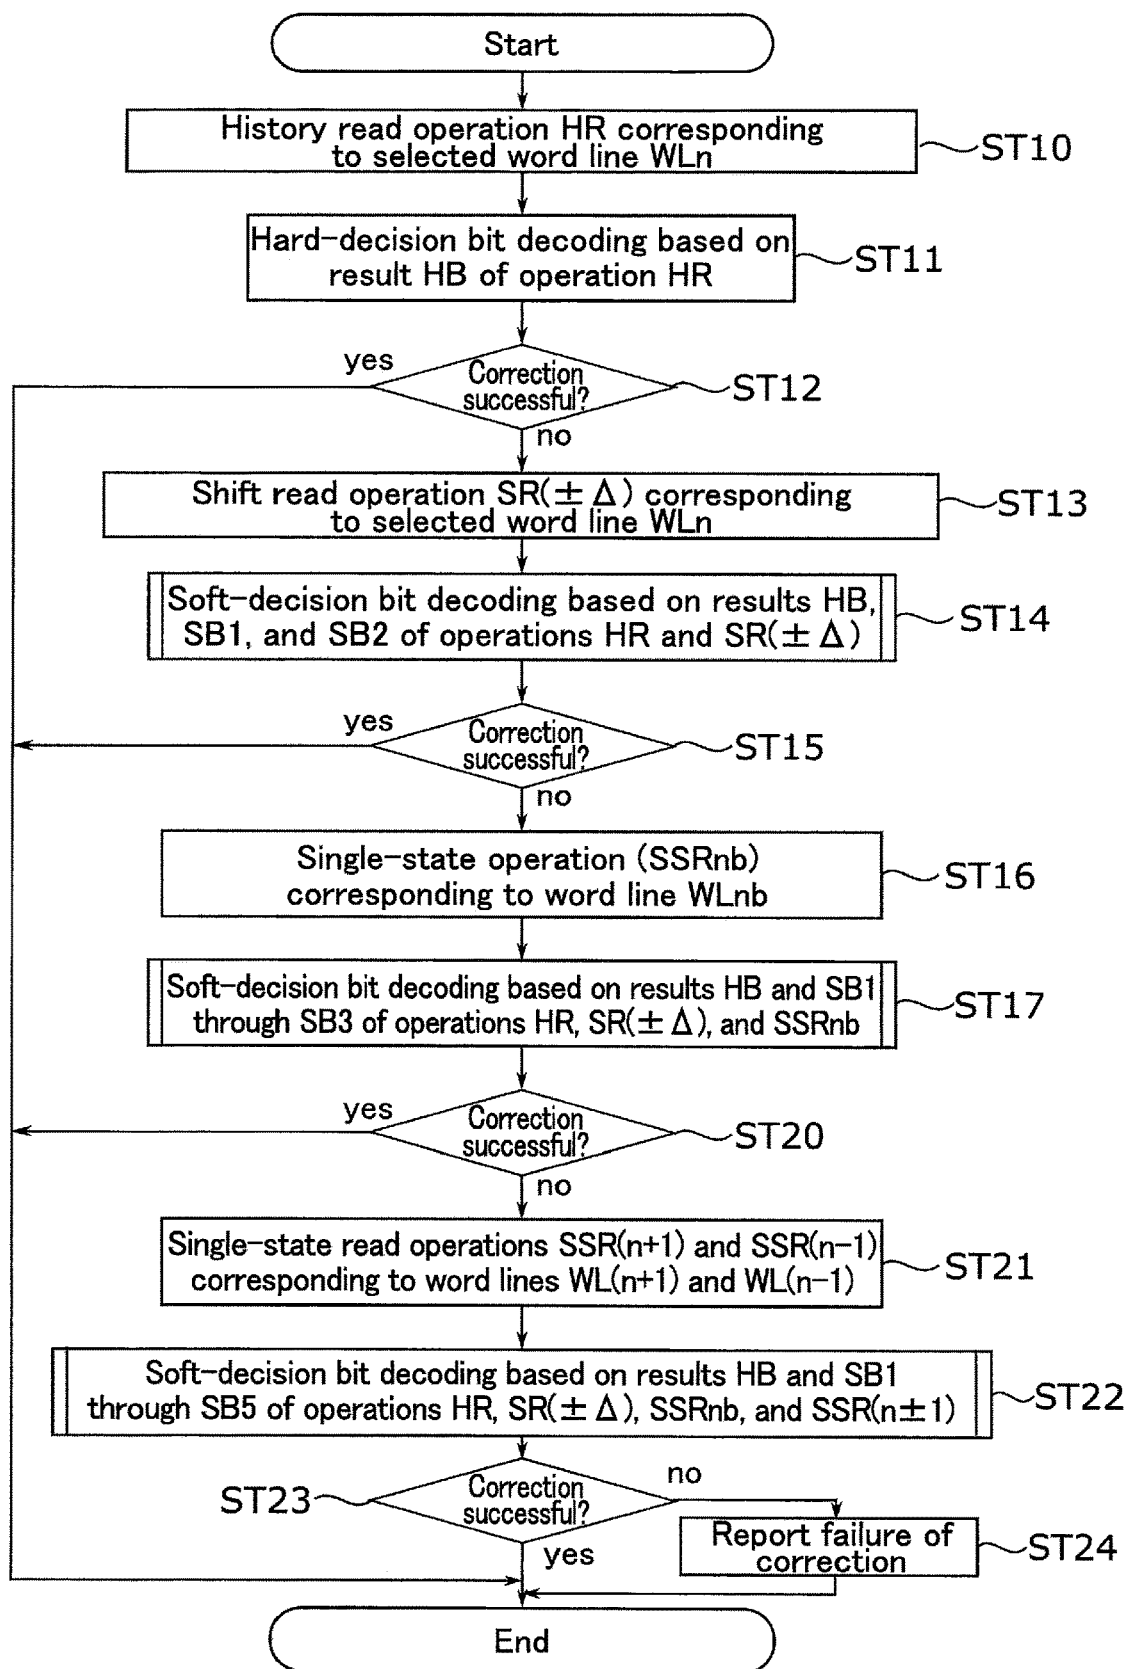 Start
History read operation HR corresponding
to selected word line WLn
ST10
Hard-decision bit decoding based on
result HB of operation HR
ST11
yes
Correction
successful?
ST12
no
Shift read operation SR(± Δ) corresponding
to selected word line WLn
ST13
Soft-decision bit decoding based on results HB,
SB1, and SB2 of operations HR and SR(± Δ)
ST14
yes
Correction
successful?
ST15
no
Single-state operation (SSRnb)
corresponding to word line WLnb
ST16
Soft-decision bit decoding based on results HB and SB1
through SB3 of operations HR, SR(± Δ), and SSRnb
ST17
yes
Correction
successful?
ST20
no
Single-state read operations SSR(n+1) and SSR(n-1)
corresponding to word lines WL(n+1) and WL(n-1)
ST21
Soft-decision bit decoding based on results HB and SB1
through SB5 of operations HR, SR(± Δ), SSRnb, and SSR(n±1)
ST22
ST23
Correction
successful?
no
yes
Report failure of
correction
ST24
End